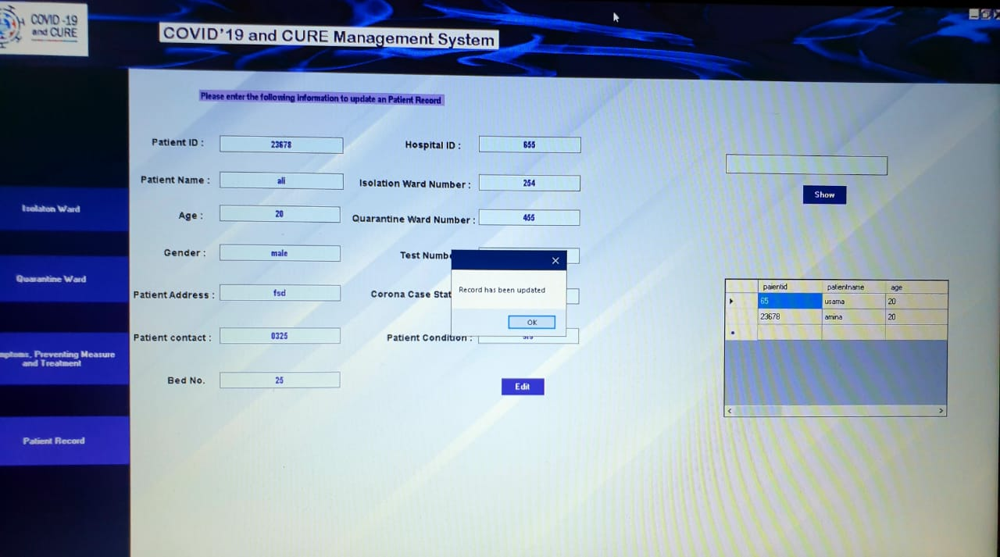 COVID-19
and CURE
COVID'19 and CURE Management System
Please enter the following information to update an Patient Record
Patient ID : 23678
Hospital ID : 655
Patient Name : ali
Isolation Ward Number : 254
Show
Isolaton Ward
Age : 20
Quarantine Ward Number : 455
Gender : male
Test Numbe
Record has been updated
OK
Quarantine Ward
Patient Address : fsd
Corona Case Stat
Patient contact : 0325
Patient Condition :
mptoms, Preventing Measure
and Treatment
Bed No. 25
Edit
Patient Record
paientid patientname age
65 usama 20
23678 amina 20